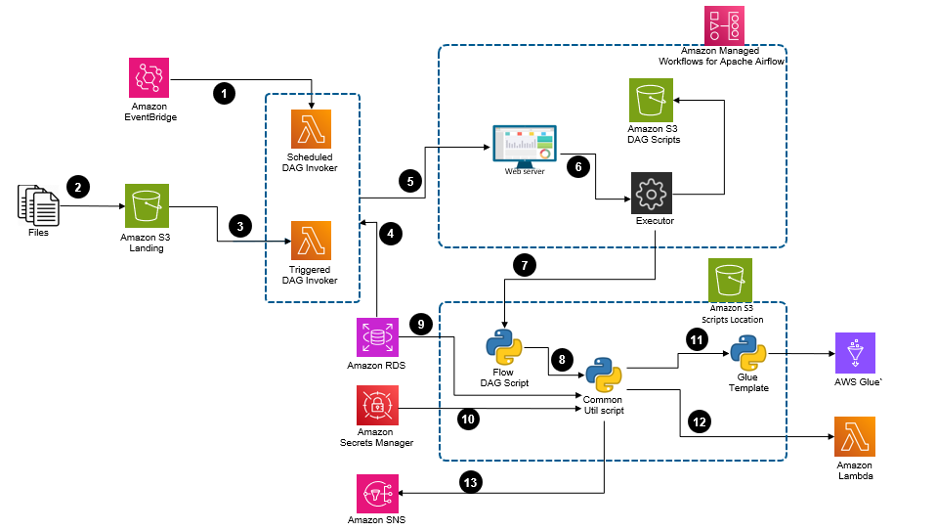 Amazon Managed
Workflows for Apache Airflow
Amazon
EventBridge
1
Scheduled
DAG Invoker
Web server
Amazon S3
DAG Scripts
5
6
Executor
2
Files
Amazon S3
Landing
3
Triggered
DAG Invoker
4
7
Amazon S3
Scripts Location
Amazon RDS
9
Flow
DAG Script
8
Common
Util script
11
Glue
Template
AWS Glue*
Amazon
Secrets Manager
10
12
Amazon
Lambda
13
Amazon SNS